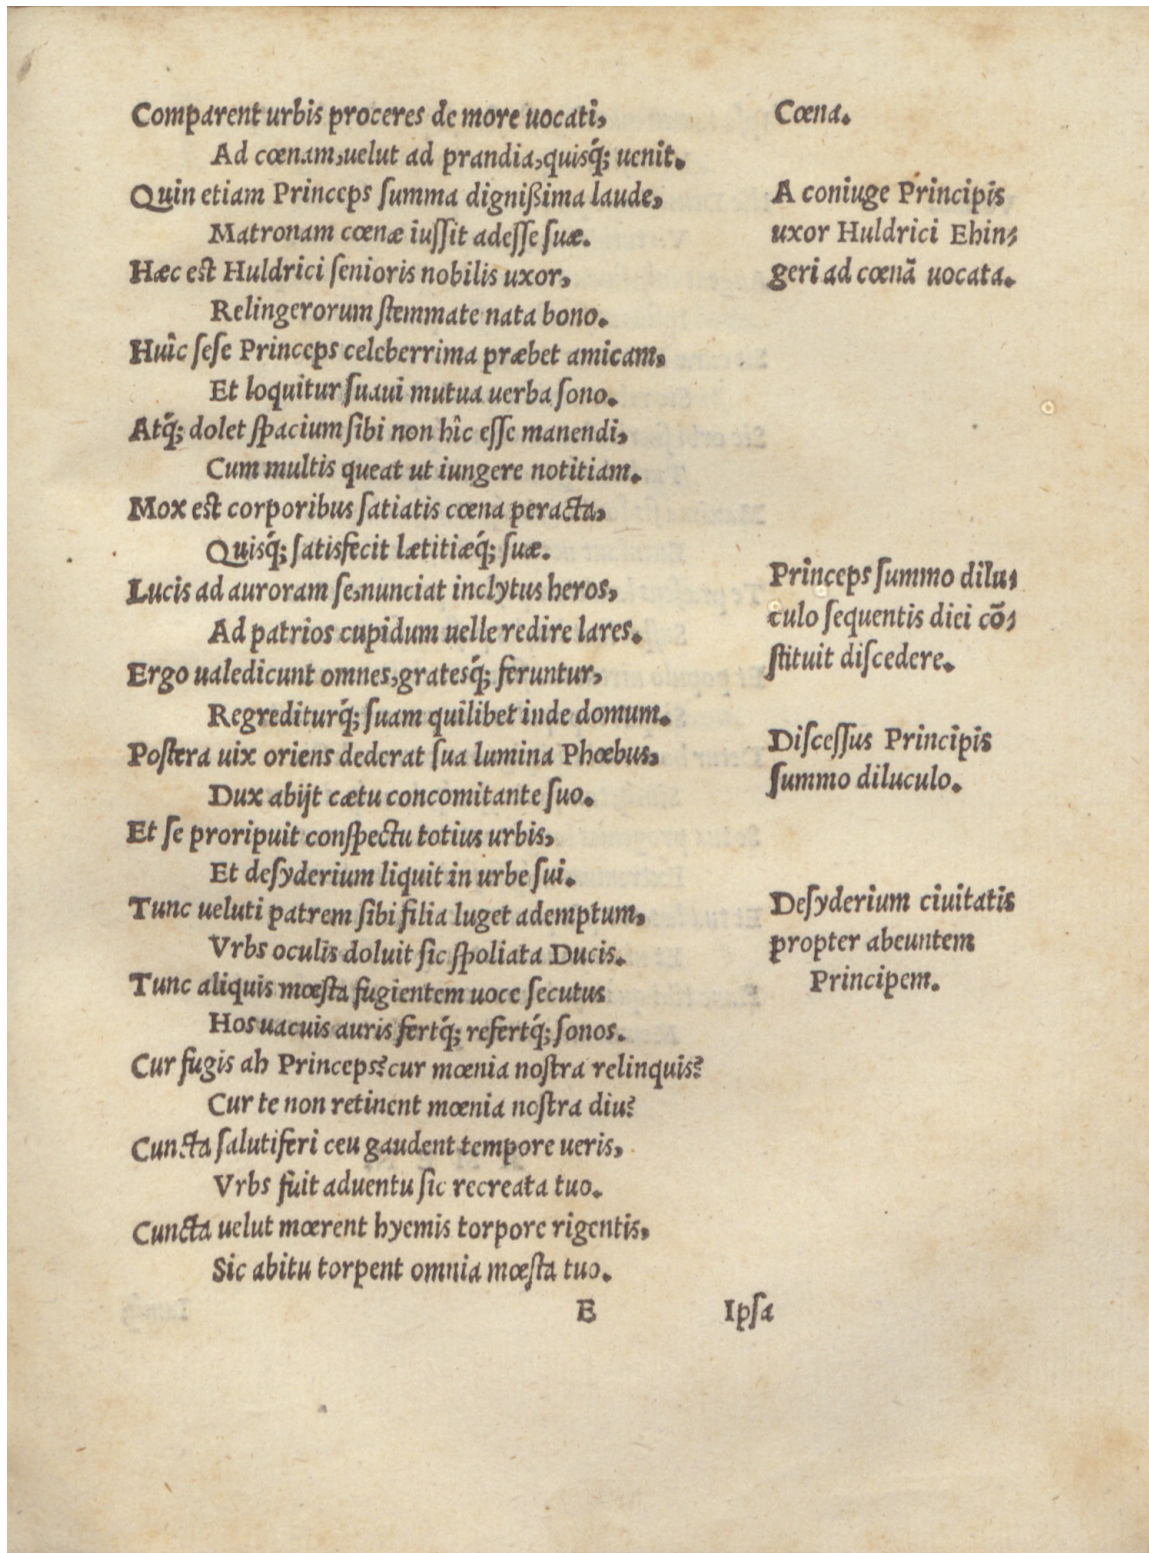 Comparent urbis proceres de more uocati,
Ad cœnam, uelut ad prandia, quisq́; uenit.
Quin etiam Princeps ſumma digniſsima laude,
Matronam cœnæ iuſſit adeſſe ſuæ.
Hæc est Huldrici ſenioris nobilis uxor,
Relingerorum ſtemmate nata bono.
Huîc ſeſe Princeps celeberrima præbet amicam,
Et loquitur ſuaui mutua uerba ſono.
Atq́; dolet ſpacium ſibi non hîc eſſe manendi,
Cum multis queat ut iungere notitiam.
Mox est corporibus ſatiatis cœna peracta,
Quisq́; ſatisfecit lætitiæq́; ſuæ.
Lucis ad auroram ſe, nunciat inclytus heros,
Ad patrios cupidum uelle redire lares.
Ergo ualedicunt omnes, gratesq́; feruntur,
Regrediturq́; ſuam quilibet inde domum.
Poſtera uix oriens dederat ſua lumina Phœbus,
Dux abijt cætu concomitante ſuo.
Et ſe proripuit conſpectu totius urbis,
Et deſyderium liquit in urbe ſui.
Tunc ueluti patrem ſibi filia luget ademptum,
Vrbs oculis doluit ſic ſpoliata Ducis.
Tunc aliquis mœſta fugientem uoce ſecutus
Hos uacuis auris fertq́; refertq́; ſonos.
Cur fugis ah Princeps? cur mœnia noſtra relinquis?
Cur te non retinent mœnia noſtra diu?
Cuncta ſalutiferi ceu gaudent tempore ueris,
Vrbs fuit aduentu ſic recreata tuo.
Cuncta uelut mœrent hyemis torpore rigentis,
Sic abitu torpent omnia mœſta tuo.
E Ipſa
Cœna.
A coniuge Principis
uxor Huldrici Ehin⸗
geri ad cœnã uocata.
Princeps ſummo dilu⸗
culo ſequentis diei cō⸗
ſtituit diſcedere.
Diſceſſus Principis
ſummo diluculo.
Deſyderium ciuitatis
propter abeuntem
Principem.